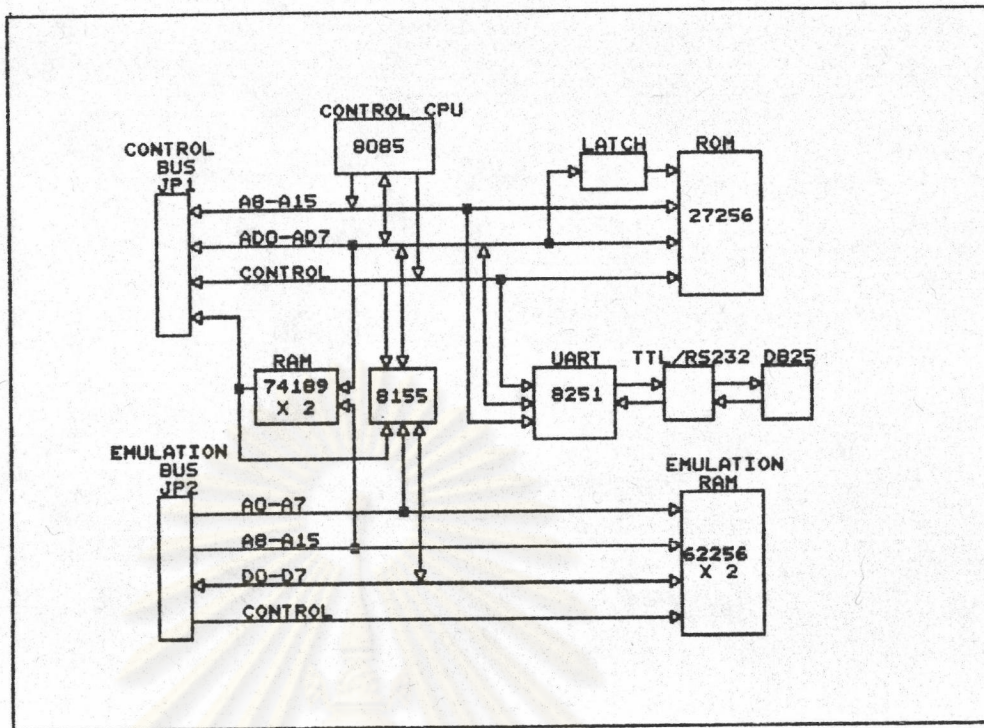 CONTROL CPU
8085
CONTROL
BUS
JP1
LATCH
ROM
27256
A8-A15
AD0-AD7
CONTROL
RAM
74189
X 2
8155
UART
8251
TTL/RS232
DB25
EMULATION
BUS
JP2
EMULATION
RAM
62256
X 2
A0-A7
A8-A15
D0-D7
CONTROL